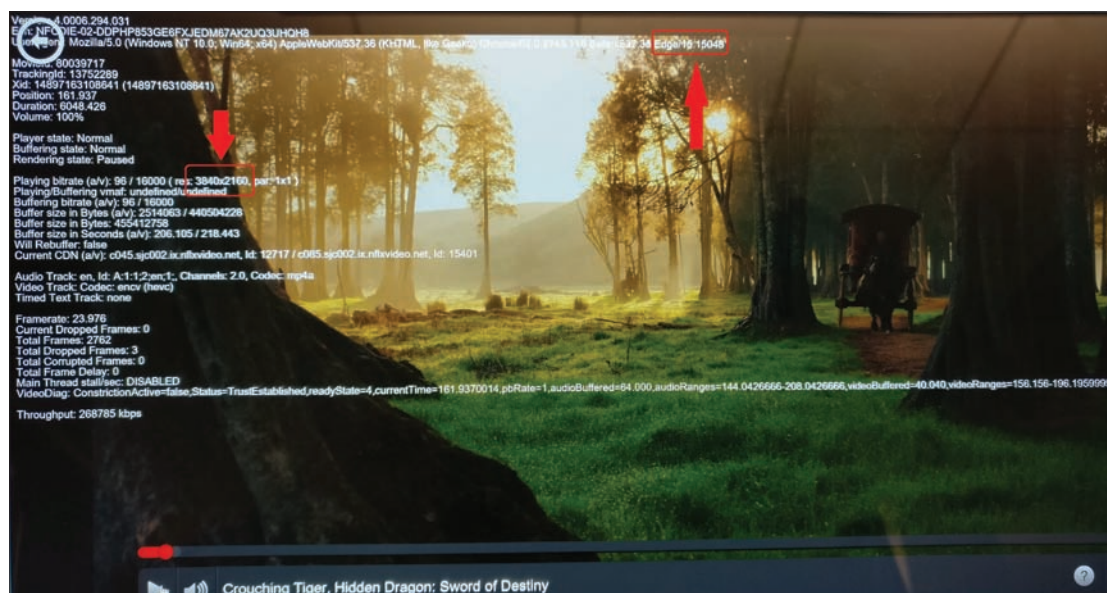 Version: 4.0006.294.031
Esn: NFCDIE-02-DDPHP853GE6FXJEDM67AK2UQ3UHQH8
Mozilla/5.0 (Windows NT 10.0; Win64; x64) AppleWebKit/537.36 (KHTML, like Gecko) Edge/15.15048
MovieId: 80039717
TrackingId: 13752289
Xid: 14897163108641 (14897163108641)
Position: 161.937
Duration: 6048.426
Volume: 100%
Player state: Normal
Buffering state: Normal
Rendering state: Paused
Playing bitrate (a/v): 96 / 16000 ( res: 3840x2160, par: 1x1 )
Playing/Buffering vmaf: undefined/undefined
Buffering bitrate (a/v): 96 / 16000
Buffer size in Bytes (a/v): 2514063 / 440504228
Buffer size in Bytes: 455412758
Buffer size in Seconds (a/v): 206.105 / 218.443
Will Rebuffer: false
Current CDN (a/v): c045.sjc002.ix.nflxvideo.net, Id: 12717 / c085.sjc002.ix.nflxvideo.net, Id: 15401
Audio Track: en, Id: A:1:1;2;en;1;, Channels: 2.0, Codec: mp4a
Video Track: Codec: encv (hevc)
Timed Text Track: none
Framerate: 23.976
Current Dropped Frames: 0
Total Frames: 2762
Total Dropped Frames: 3
Total Corrupted Frames: 0
Total Frame Delay: 0
Main Thread stall/sec: DISABLED
VideoDiag: ConstrictionActive=false,Status=TrustEstablished,readyState=4,currentTime=161.9370014,pbRate=1,audioBuffered=64.000,audioRanges=144.0426666-208.0426666,videoBuffered=40.040,videoRanges=156.156-196.1959999
Throughput: 268785 kbps
Crouching Tiger, Hidden Dragon: Sword of Destiny
?